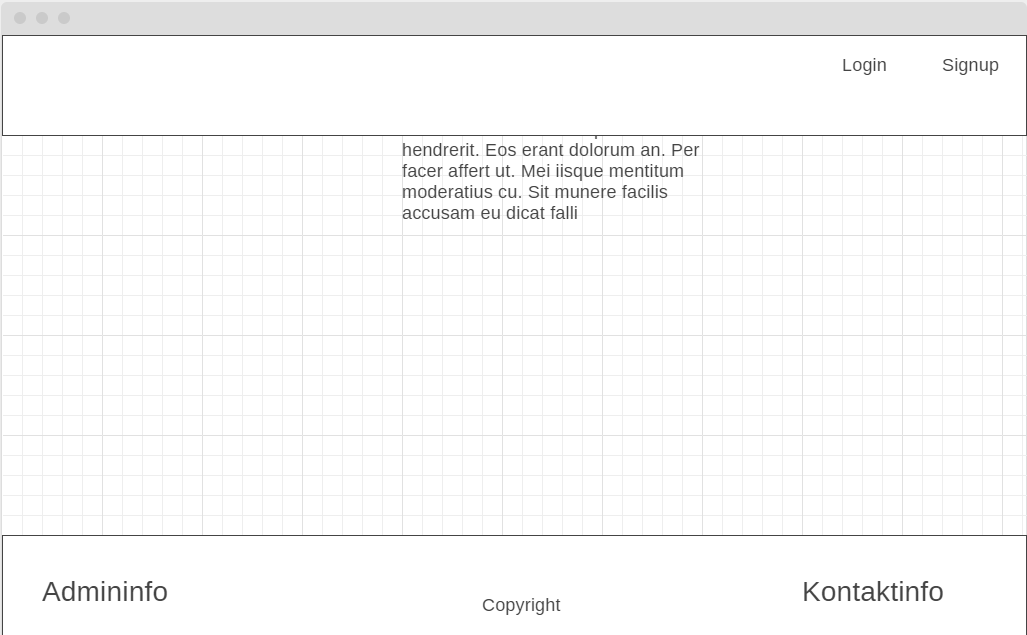 Login Signup
hendrerit. Eos erant dolorum an. Per
facer affert ut. Mei iisque mentitum
moderatius cu. Sit munere facilis
accusam eu dicat falli
Admininfo
Copyright
Kontaktinfo